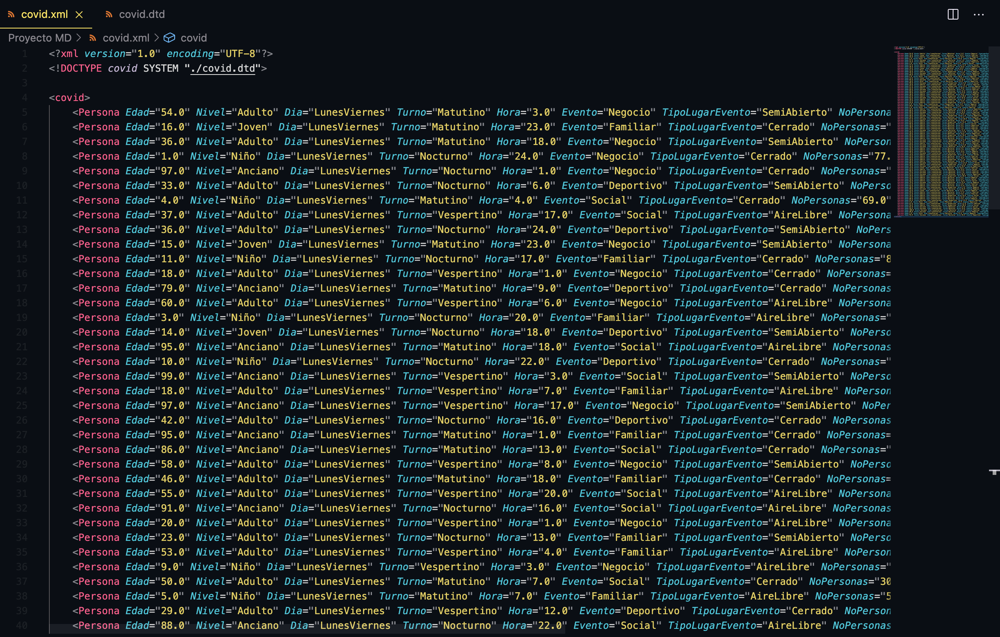 covid.xml covid.dtd
Proyecto MD > covid.xml > covid
1 <?xml version="1.0" encoding="UTF-8"?>
2 <!DOCTYPE covid SYSTEM "./covid.dtd">
3
4 <covid>
5 <Persona Edad="54.0" Nivel="Adulto" Dia="LunesViernes" Turno="Matutino" Hora="3.0" Evento="Negocio" TipoLugarEvento="SemiAbierto" NoPersona
6 <Persona Edad="16.0" Nivel="Joven" Dia="LunesViernes" Turno="Matutino" Hora="23.0" Evento="Familiar" TipoLugarEvento="Cerrado" NoPersonas="
7 <Persona Edad="36.0" Nivel="Adulto" Dia="LunesViernes" Turno="Matutino" Hora="18.0" Evento="Negocio" TipoLugarEvento="SemiAbierto" NoPerson
8 <Persona Edad="1.0" Nivel="Niño" Dia="LunesViernes" Turno="Nocturno" Hora="24.0" Evento="Negocio" TipoLugarEvento="Cerrado" NoPersonas="77.
9 <Persona Edad="97.0" Nivel="Anciano" Dia="LunesViernes" Turno="Nocturno" Hora="1.0" Evento="Negocio" TipoLugarEvento="Cerrado" NoPersonas="
10 <Persona Edad="33.0" Nivel="Adulto" Dia="LunesViernes" Turno="Nocturno" Hora="6.0" Evento="Deportivo" TipoLugarEvento="SemiAbierto" NoPerso
11 <Persona Edad="4.0" Nivel="Niño" Dia="LunesViernes" Turno="Matutino" Hora="4.0" Evento="Social" TipoLugarEvento="Cerrado" NoPersonas="69.0"
12 <Persona Edad="37.0" Nivel="Adulto" Dia="LunesViernes" Turno="Vespertino" Hora="17.0" Evento="Social" TipoLugarEvento="AireLibre" NoPersona
13 <Persona Edad="36.0" Nivel="Adulto" Dia="LunesViernes" Turno="Nocturno" Hora="24.0" Evento="Deportivo" TipoLugarEvento="SemiAbierto" NoPers
14 <Persona Edad="15.0" Nivel="Joven" Dia="LunesViernes" Turno="Matutino" Hora="23.0" Evento="Negocio" TipoLugarEvento="SemiAbierto" NoPersona
15 <Persona Edad="11.0" Nivel="Niño" Dia="LunesViernes" Turno="Nocturno" Hora="17.0" Evento="Familiar" TipoLugarEvento="Cerrado" NoPersonas="8
16 <Persona Edad="18.0" Nivel="Adulto" Dia="LunesViernes" Turno="Vespertino" Hora="1.0" Evento="Negocio" TipoLugarEvento="Cerrado" NoPersonas=
17 <Persona Edad="79.0" Nivel="Anciano" Dia="LunesViernes" Turno="Matutino" Hora="9.0" Evento="Deportivo" TipoLugarEvento="Cerrado" NoPersonas
18 <Persona Edad="60.0" Nivel="Adulto" Dia="LunesViernes" Turno="Vespertino" Hora="6.0" Evento="Negocio" TipoLugarEvento="AireLibre" NoPersona
19 <Persona Edad="3.0" Nivel="Niño" Dia="LunesViernes" Turno="Nocturno" Hora="20.0" Evento="Familiar" TipoLugarEvento="AireLibre" NoPersonas="
20 <Persona Edad="14.0" Nivel="Joven" Dia="LunesViernes" Turno="Nocturno" Hora="18.0" Evento="Deportivo" TipoLugarEvento="SemiAbierto" NoPerso
21 <Persona Edad="95.0" Nivel="Anciano" Dia="LunesViernes" Turno="Matutino" Hora="18.0" Evento="Social" TipoLugarEvento="AireLibre" NoPersonas
22 <Persona Edad="10.0" Nivel="Niño" Dia="LunesViernes" Turno="Nocturno" Hora="22.0" Evento="Deportivo" TipoLugarEvento="Cerrado" NoPersonas="
23 <Persona Edad="99.0" Nivel="Anciano" Dia="LunesViernes" Turno="Vespertino" Hora="3.0" Evento="Social" TipoLugarEvento="SemiAbierto" NoPerso
24 <Persona Edad="18.0" Nivel="Adulto" Dia="LunesViernes" Turno="Vespertino" Hora="7.0" Evento="Familiar" TipoLugarEvento="AireLibre" NoPerson
25 <Persona Edad="97.0" Nivel="Anciano" Dia="LunesViernes" Turno="Vespertino" Hora="17.0" Evento="Negocio" TipoLugarEvento="SemiAbierto" NoPer
26 <Persona Edad="42.0" Nivel="Adulto" Dia="LunesViernes" Turno="Nocturno" Hora="16.0" Evento="Deportivo" TipoLugarEvento="Cerrado" NoPersonas
27 <Persona Edad="95.0" Nivel="Anciano" Dia="LunesViernes" Turno="Matutino" Hora="1.0" Evento="Familiar" TipoLugarEvento="Cerrado" NoPersonas=
28 <Persona Edad="86.0" Nivel="Anciano" Dia="LunesViernes" Turno="Matutino" Hora="13.0" Evento="Social" TipoLugarEvento="Cerrado" NoPersonas="
29 <Persona Edad="58.0" Nivel="Adulto" Dia="LunesViernes" Turno="Vespertino" Hora="8.0" Evento="Negocio" TipoLugarEvento="SemiAbierto" NoPerso
30 <Persona Edad="46.0" Nivel="Adulto" Dia="LunesViernes" Turno="Matutino" Hora="18.0" Evento="Familiar" TipoLugarEvento="Cerrado" NoPersonas=
31 <Persona Edad="55.0" Nivel="Adulto" Dia="LunesViernes" Turno="Vespertino" Hora="20.0" Evento="Social" TipoLugarEvento="AireLibre" NoPersona
32 <Persona Edad="91.0" Nivel="Anciano" Dia="LunesViernes" Turno="Nocturno" Hora="16.0" Evento="Social" TipoLugarEvento="AireLibre" NoPersonas
33 <Persona Edad="20.0" Nivel="Adulto" Dia="LunesViernes" Turno="Vespertino" Hora="1.0" Evento="Negocio" TipoLugarEvento="AireLibre" NoPersona
34 <Persona Edad="23.0" Nivel="Adulto" Dia="LunesViernes" Turno="Nocturno" Hora="13.0" Evento="Familiar" TipoLugarEvento="SemiAbierto" NoPerso
35 <Persona Edad="53.0" Nivel="Adulto" Dia="LunesViernes" Turno="Vespertino" Hora="4.0" Evento="Familiar" TipoLugarEvento="AireLibre" NoPerson
36 <Persona Edad="9.0" Nivel="Niño" Dia="LunesViernes" Turno="Vespertino" Hora="3.0" Evento="Negocio" TipoLugarEvento="AireLibre" NoPersonas="
37 <Persona Edad="50.0" Nivel="Adulto" Dia="LunesViernes" Turno="Matutino" Hora="7.0" Evento="Social" TipoLugarEvento="Cerrado" NoPersonas="30
38 <Persona Edad="5.0" Nivel="Niño" Dia="LunesViernes" Turno="Matutino" Hora="7.0" Evento="Familiar" TipoLugarEvento="AireLibre" NoPersonas="5
39 <Persona Edad="29.0" Nivel="Adulto" Dia="LunesViernes" Turno="Vespertino" Hora="12.0" Evento="Deportivo" TipoLugarEvento="Cerrado" NoPerson
40 <Persona Edad="88.0" Nivel="Anciano" Dia="LunesViernes" Turno="Nocturno" Hora="22.0" Evento="Social" TipoLugarEvento="AireLibre" NoPersonas